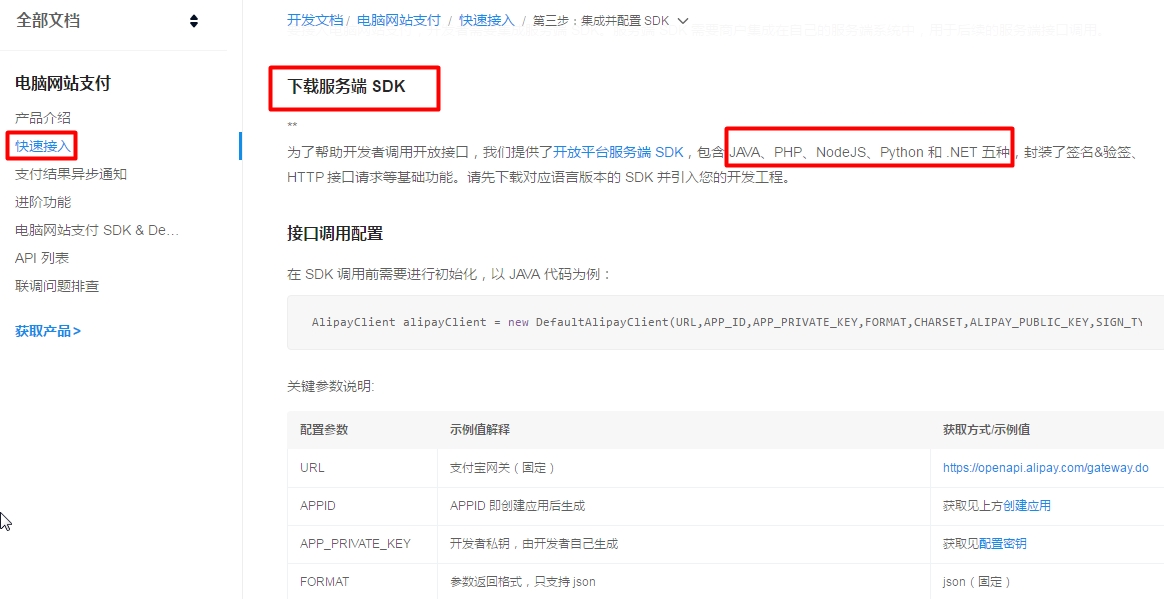 全部文档
开发文档 / 电脑网站支付 / 快速接入 / 第三步：集成并配置 SDK
电脑网站支付
产品介绍
快速接入
支付结果异步通知
进阶功能
电脑网站支付 SDK & De…
API 列表
联调问题排查
获取产品>
下载服务端 SDK
**
为了帮助开发者调用开放接口，我们提供了开放平台服务端 SDK，包含 JAVA、PHP、NodeJS、Python 和 .NET 五种，封装了签名&验签、
HTTP 接口请求等基础功能。请先下载对应语言版本的 SDK 并引入您的开发工程。
接口调用配置
在 SDK 调用前需要进行初始化，以 JAVA 代码为例：
AlipayClient alipayClient = new DefaultAlipayClient(URL,APP_ID,APP_PRIVATE_KEY,FORMAT,CHARSET,ALIPAY_PUBLIC_KEY,SIGN_TY
关键参数说明:
配置参数 示例值解释 获取方式/示例值
URL 支付宝网关（固定） https://openapi.alipay.com/gateway.do
APPID APPID 即创建应用后生成 获取见上方创建应用
APP_PRIVATE_KEY 开发者私钥，由开发者自己生成 获取见配置密钥
FORMAT 参数返回格式，只支持 json json（固定）